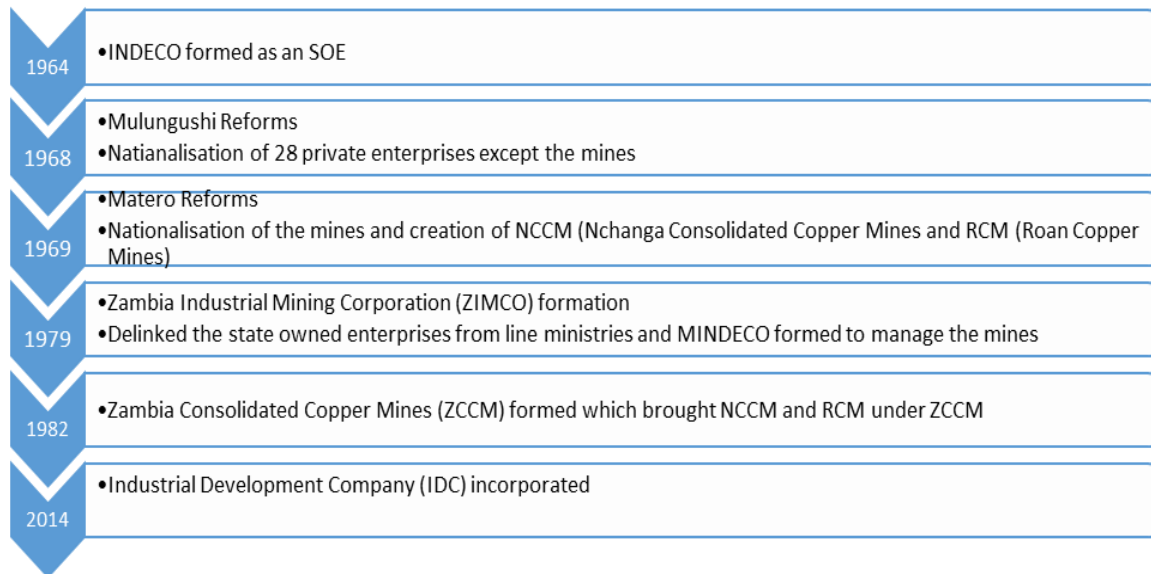 1964
•INDECO formed as an SOE
1968
•Mulungushi Reforms
•Natianalisation of 28 private enterprises except the mines
1969
•Matero Reforms
•Nationalisation of the mines and creation of NCCM (Nchanga Consolidated Copper Mines and RCM (Roan Copper
Mines)
1979
•Zambia Industrial Mining Corporation (ZIMCO) formation
•Delinked the state owned enterprises from line ministries and MINDECO formed to manage the mines
1982
•Zambia Consolidated Copper Mines (ZCCM) formed which brought NCCM and RCM under ZCCM
2014
•Industrial Development Company (IDC) incorporated